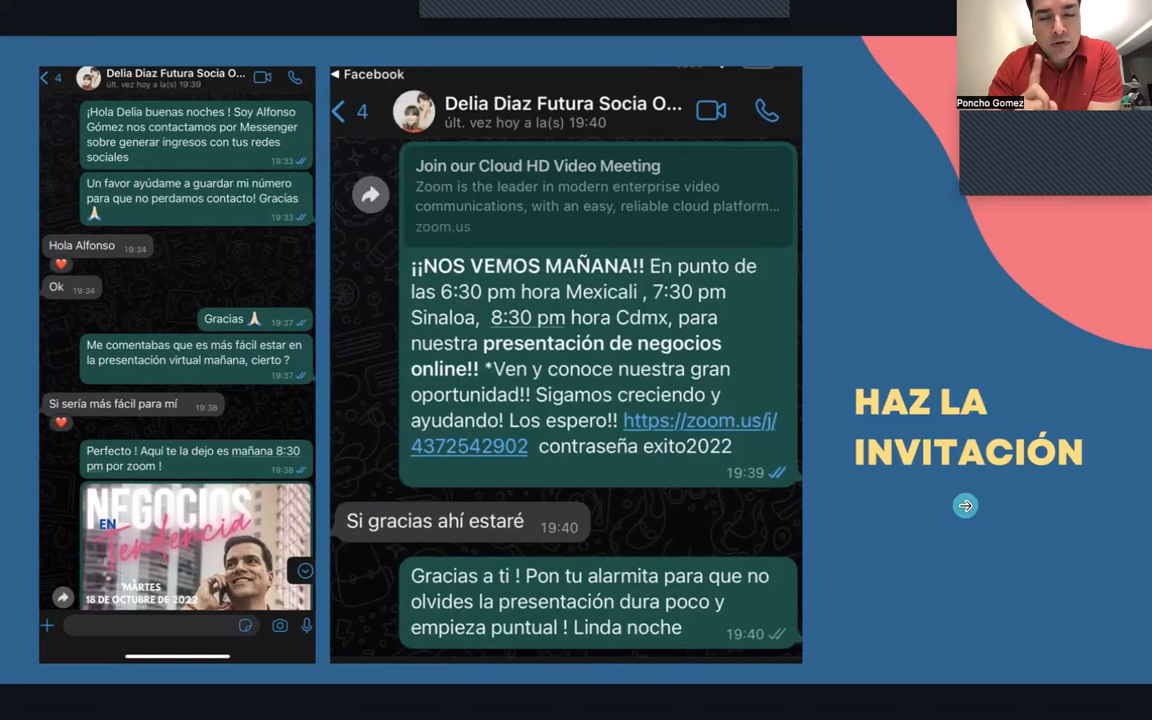 4
Delia Diaz Futura Socia O...
últ. vez hoy a la(s) 19:39
¡Hola Delia buenas noches ! Soy Alfonso
Gómez nos contactamos por Messenger
sobre generar ingresos con tus redes
sociales
19:33
Un favor ayúdame a guardar mi número
para que no perdamos contacto! Gracias
19:33
Hola Alfonso
19:34
Ok
19:34
Gracias
19:37
Me comentabas que es más fácil estar en
la presentación virtual mañana, cierto ?
19:37
Si sería más fácil para mí
19:38
Perfecto ! Aquí te la dejo es mañana 8:30
pm por zoom !
19:38
NEGOCIOS
EN
Tendencia
MARTES
18 DE OCTUBRE DE 2022
Facebook
4
Delia Diaz Futura Socia O...
últ. vez hoy a la(s) 19:40
Join our Cloud HD Video Meeting
Zoom is the leader in modern enterprise video
communications, with an easy, reliable cloud platform...
zoom.us
¡¡NOS VEMOS MAÑANA!! En punto de
las 6:30 pm hora Mexicali , 7:30 pm
Sinaloa, 8:30 pm hora Cdmx, para
nuestra presentación de negocios
online!! *Ven y conoce nuestra gran
oportunidad!! Sigamos creciendo y
ayudando! Los espero!! https://zoom.us/j/
4372542902 contraseña exito2022
19:39
Si gracias ahí estaré
19:40
Gracias a ti ! Pon tu alarmita para que no
olvides la presentación dura poco y
empieza puntual ! Linda noche
19:40
HAZ LA
INVITACIÓN
Poncho Gomez